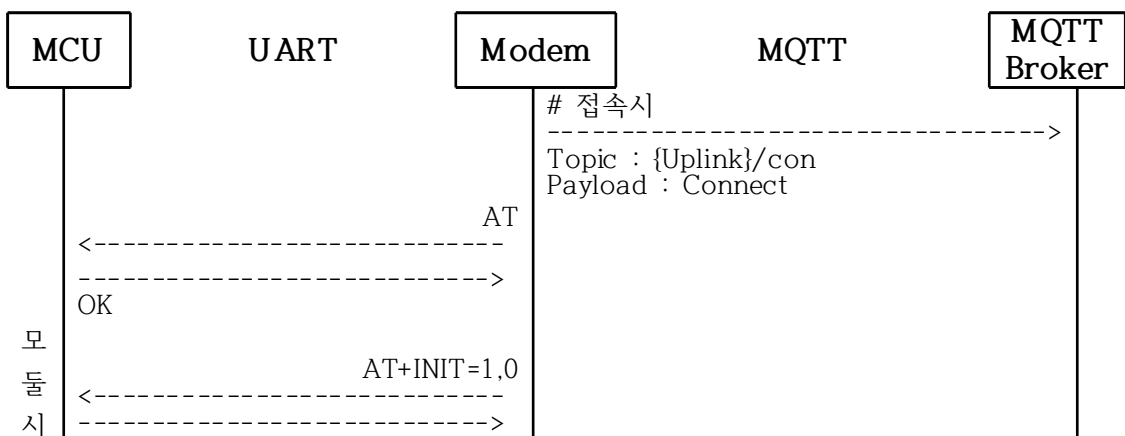 MCU
UART
Modem
MQTT
MQTT
Broker
# 접속시
Topic : {Uplink}/con
Payload : Connect
AT
OK
AT+INIT=1,0
모
둘
시